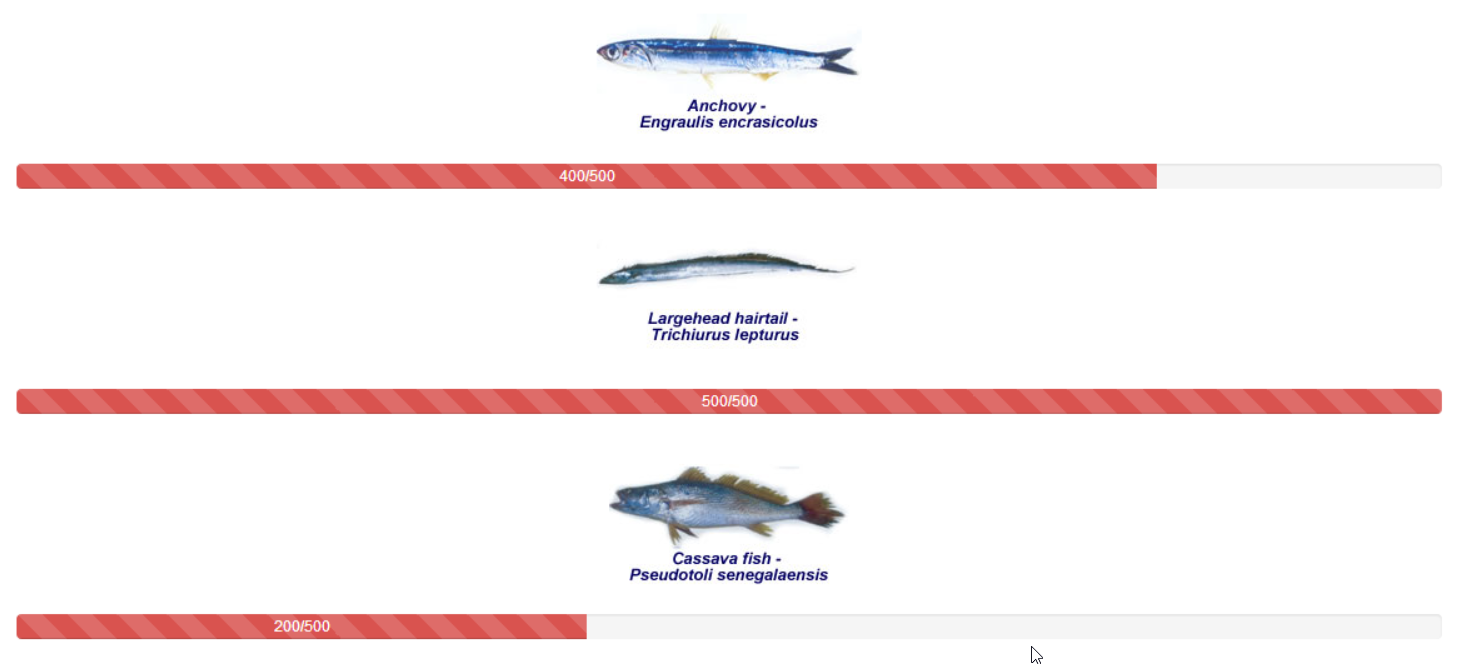 Anchovy -
Engraulis encrasicolus
400/500
Largehead hairtail -
Trichiurus lepturus
500/500
Cassava fish -
Pseudotoli senegalaensis
200/500